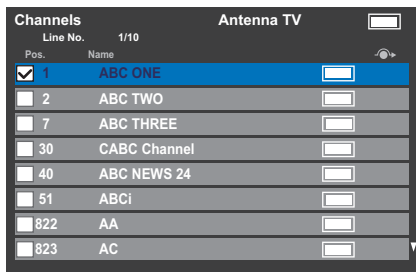 Channels Antenna TV
Line No. 1/10
Pos. Name
1 ABC ONE
2 ABC TWO
7 ABC THREE
30 CABC Channel
40 ABC NEWS 24
51 ABCi
822 AA
823 AC